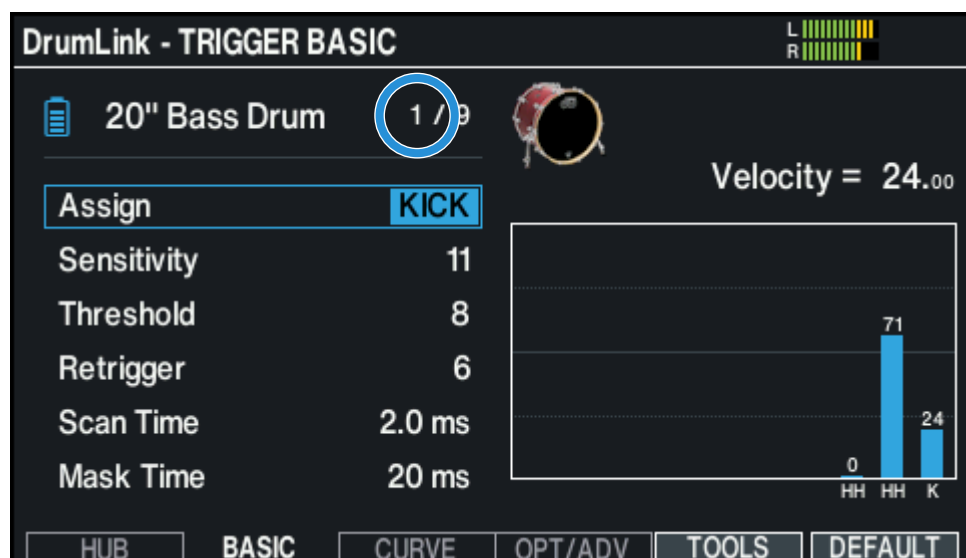 DrumLink - TRIGGER BASIC
L
R
20" Bass Drum 1 / 9
Velocity = 24.00
Assign KICK
Sensitivity 11
Threshold 8
Retrigger 6
Scan Time 2.0 ms
Mask Time 20 ms
71
24
0
HH HH K
HUB BASIC CURVE OPT/ADV TOOLS DEFAULT